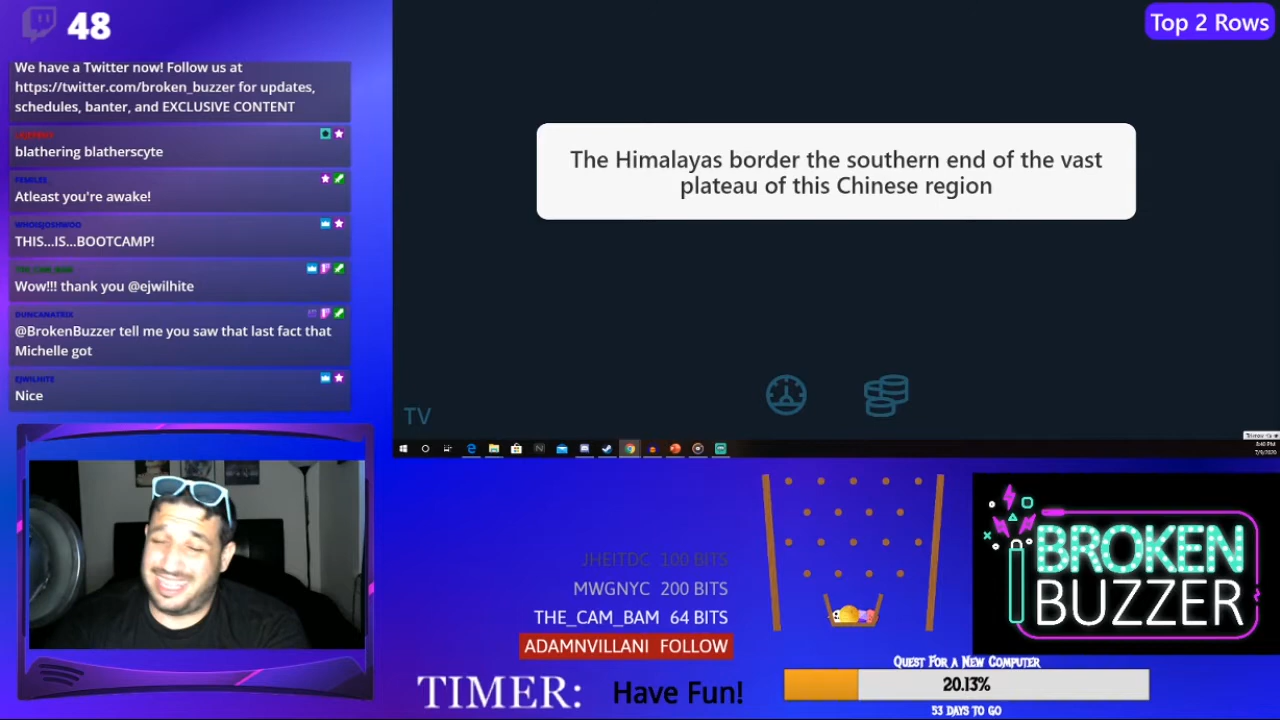 48
Top 2 Rows
We have a Twitter now! Follow us at
https://twitter.com/broken_buzzer for updates,
schedules, banter, and EXCLUSIVE CONTENT
blathering blatherscyte
Atleast you're awake!
WHOISJOSHWOO
THIS...IS...BOOTCAMP!
THE_CAM_BAM
Wow!!! thank you @ejwilhite
DUNCANATRIX
@BrokenBuzzer tell me you saw that last fact that
Michelle got
EJWILHITE
Nice
The Himalayas border the southern end of the vast
plateau of this Chinese region
TV
JHEITDC 100 BITS
MWGNYC 200 BITS
THE_CAM_BAM 64 BITS
ADAMNVILLANI FOLLOW
TIMER: Have Fun!
BROKEN
BUZZER
QUEST FOR A NEW COMPUTER
20.13%
53 DAYS TO GO